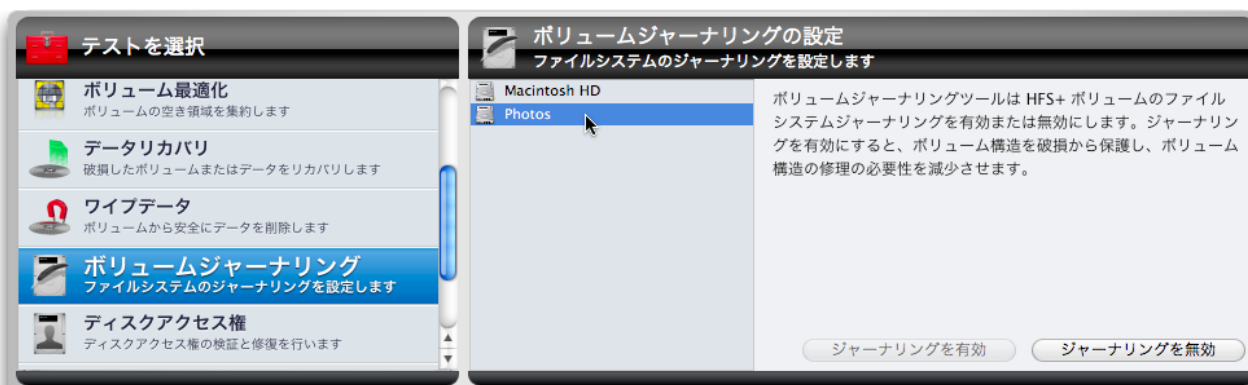 テストを選択
ボリューム最適化
ボリュームの空き領域を集約します
データリカバリ
破損したボリュームまたはデータをリカバリします
ワイプデータ
ボリュームから安全にデータを削除します
ボリュームジャーナリング
ファイルシステムのジャーナリングを設定します
ディスクアクセス権
ディスクアクセス権の検証と修復を行います
ボリュームジャーナリングの設定
ファイルシステムのジャーナリングを設定します
Macintosh HD
Photos
ボリュームジャーナリングツールは HFS+ ボリュームのファイル
システムジャーナリングを有効または無効にします。ジャーナリン
グを有効にすると、ボリューム構造を破損から保護し、ボリューム
構造の修理の必要性を減少させます。
ジャーナリングを有効
ジャーナリングを無効